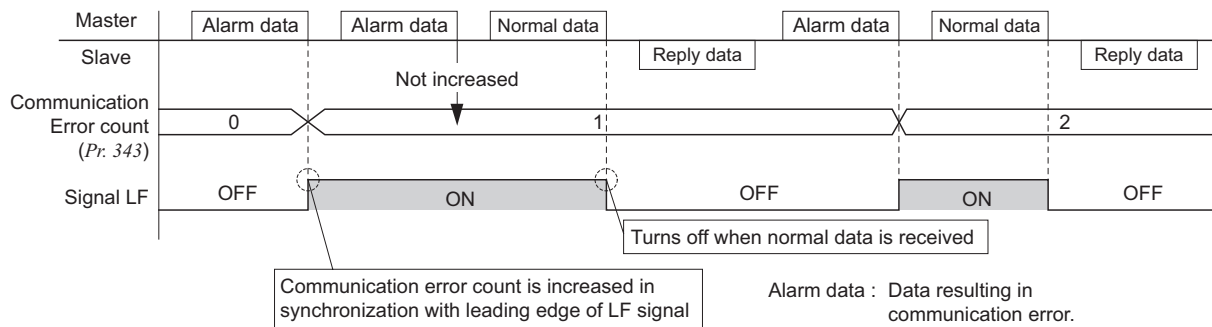 Master
Alarm data
Alarm data
Normal data
Alarm data
Normal data
Slave
Reply data
Reply data
Not increased
Communication
Error count
(Pr. 343)
0
1
2
Signal LF
OFF
ON
OFF
ON
OFF
Turns off when normal data is received
Communication error count is increased in
synchronization with leading edge of LF signal
Alarm data : Data resulting in
communication error.